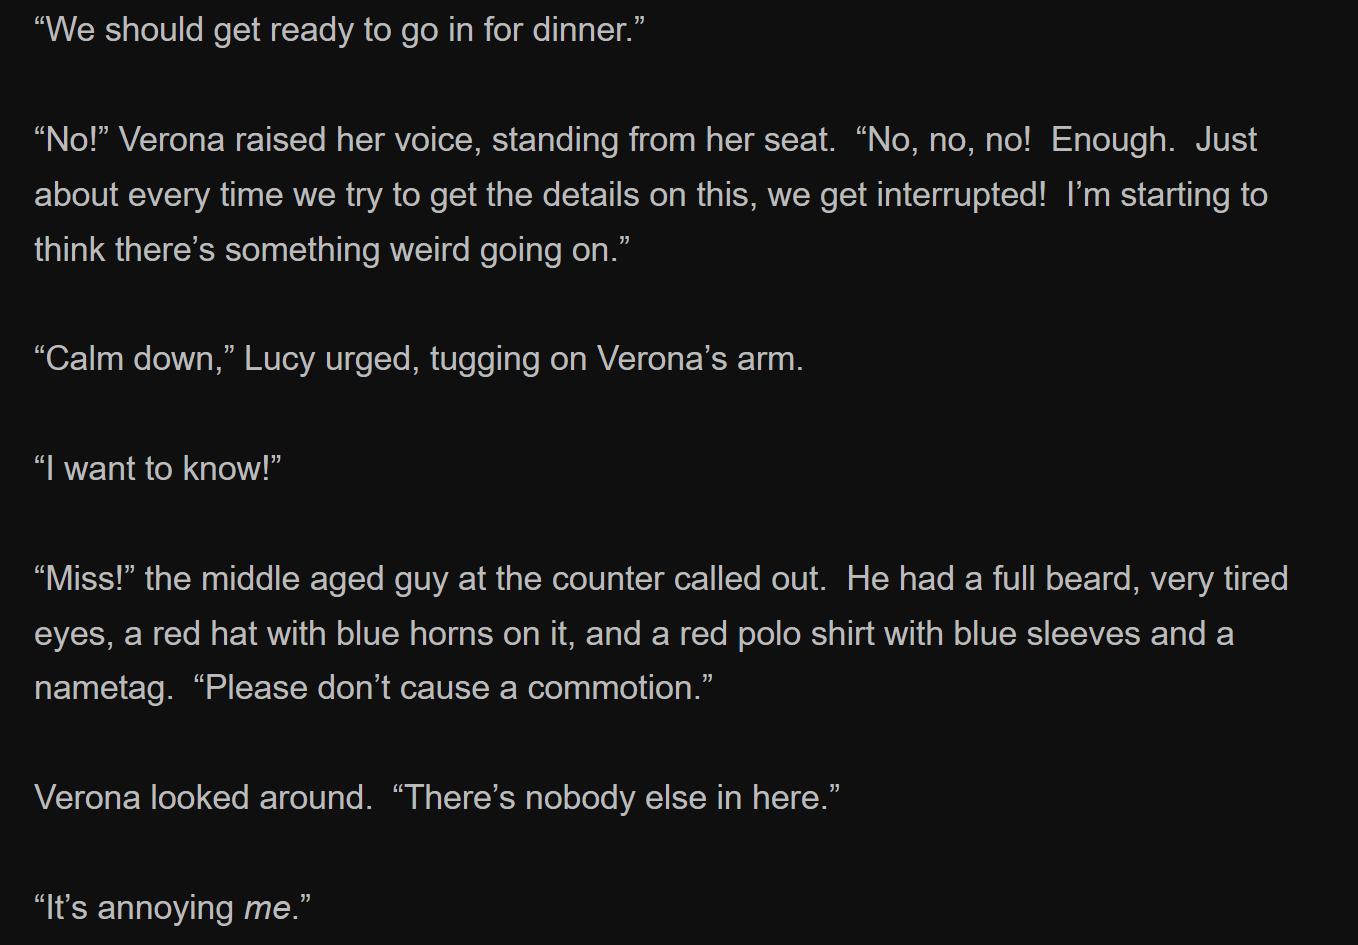 “We should get ready to go in for dinner.”
“No!” Verona raised her voice, standing from her seat.  “No, no, no!  Enough.  Just
about every time we try to get the details on this, we get interrupted!  I’m starting to
think there’s something weird going on.”
“Calm down,” Lucy urged, tugging on Verona’s arm.
“I want to know!”
“Miss!” the middle aged guy at the counter called out.  He had a full beard, very tired
eyes, a red hat with blue horns on it, and a red polo shirt with blue sleeves and a
nametag.  “Please don’t cause a commotion.”
Verona looked around.  “There’s nobody else in here.”
“It’s annoying me.”